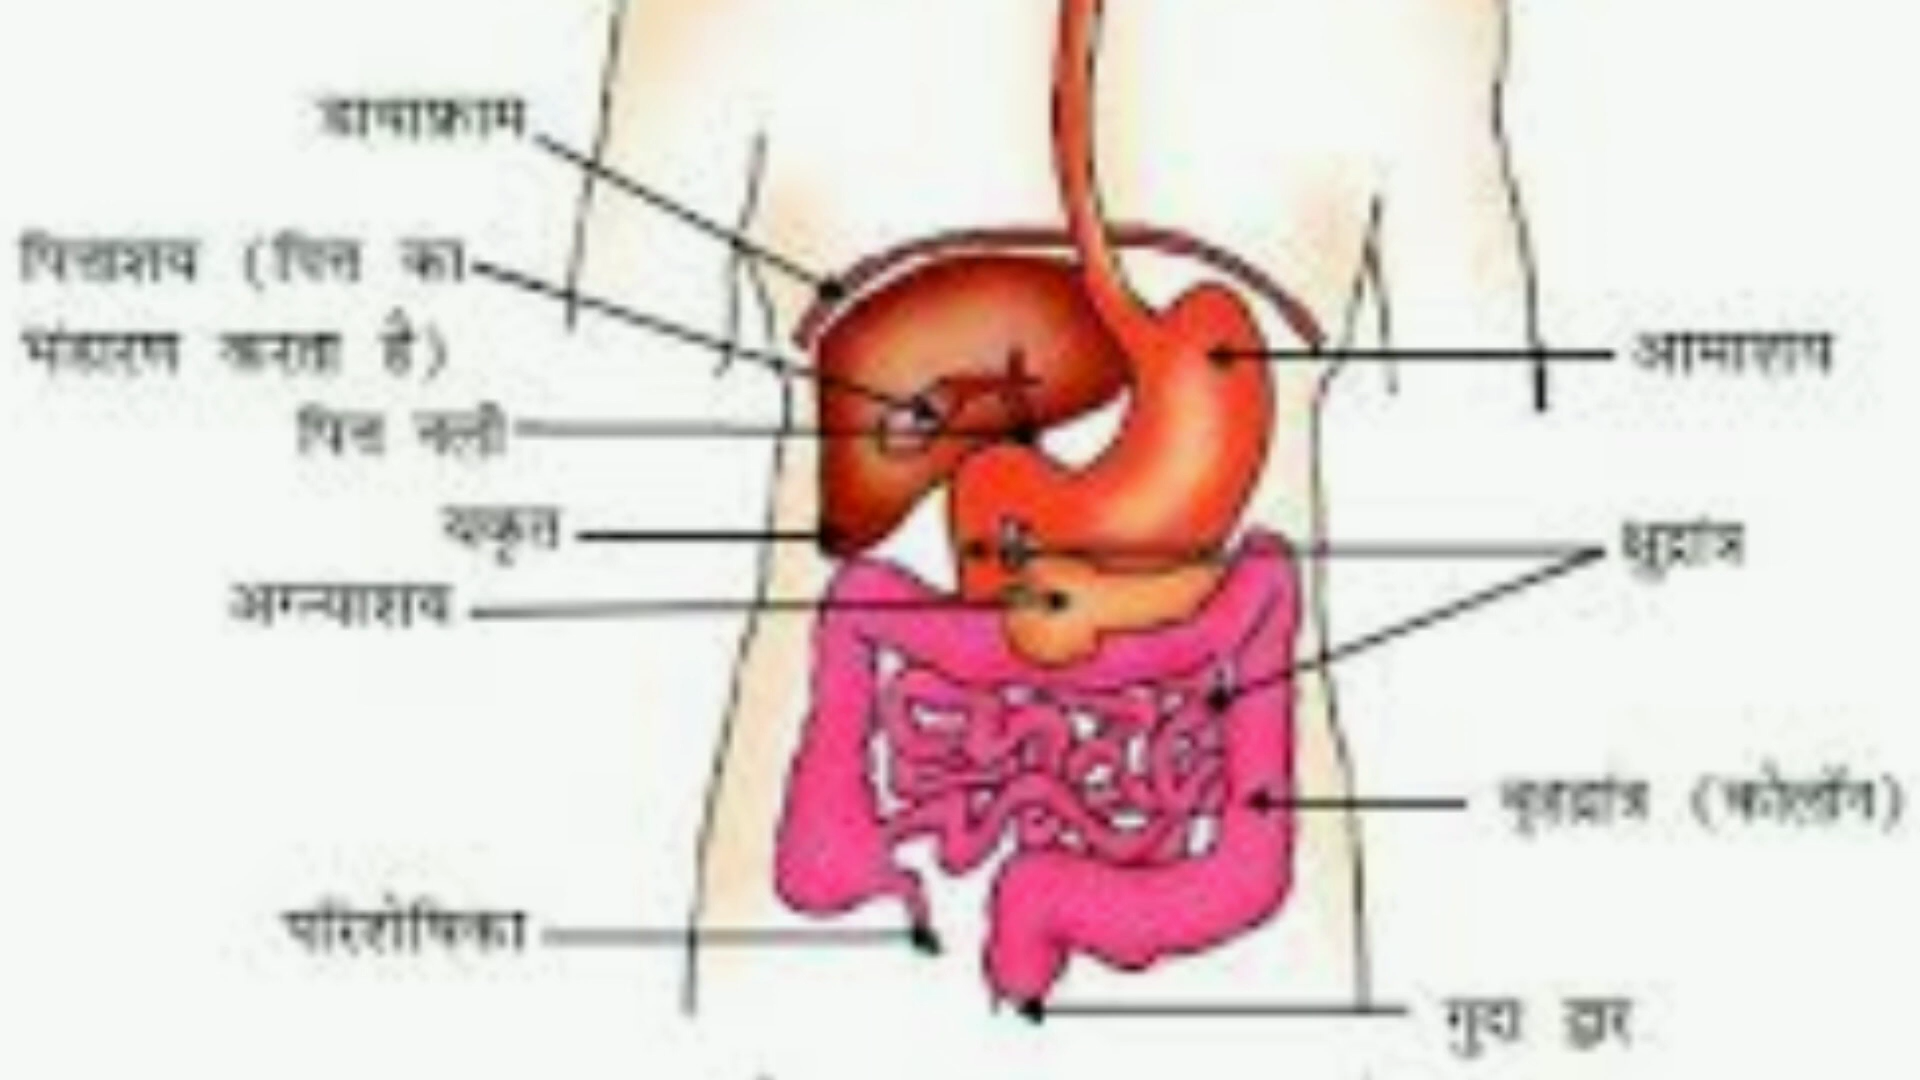 डायाफ्राम
पित्ताशय (पित्त का
भंडारण करता है)
पित्त नली
यकृत
अग्न्याशय
परिशेषिका
आमाशय
क्षुद्रांत्र
वृहद्रांत्र (कोलॉन)
गुदा द्वार